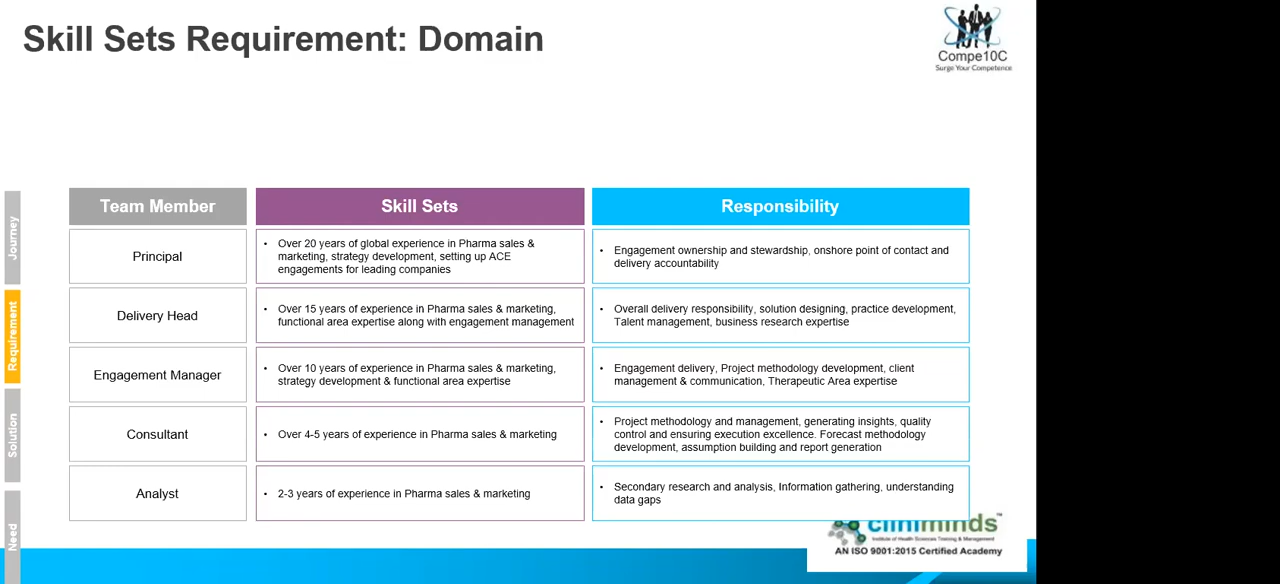 Skill Sets Requirement: Domain
Compe10C
Surge Your Competence
Journey
Requirement
Solution
Need
Team Member
Skill Sets
Responsibility
Principal
• Over 20 years of global experience in Pharma sales &
marketing, strategy development, setting up ACE
engagements for leading companies
• Engagement ownership and stewardship, onshore point of contact and
delivery accountability
Delivery Head
• Over 15 years of experience in Pharma sales & marketing,
functional area expertise along with engagement management
• Overall delivery responsibility, solution designing, practice development,
Talent management, business research expertise
Engagement Manager
• Over 10 years of experience in Pharma sales & marketing,
strategy development & functional area expertise
• Engagement delivery, Project methodology development, client
management & communication, Therapeutic Area expertise
Consultant
• Over 4-5 years of experience in Pharma sales & marketing
• Project methodology and management, generating insights, quality
control and ensuring execution excellence. Forecast methodology
development, assumption building and report generation
Analyst
• 2-3 years of experience in Pharma sales & marketing
• Secondary research and analysis, Information gathering, understanding
data gaps
cliniminds™
Institute of Health Sciences Training & Management
AN ISO 9001:2015 Certified Academy